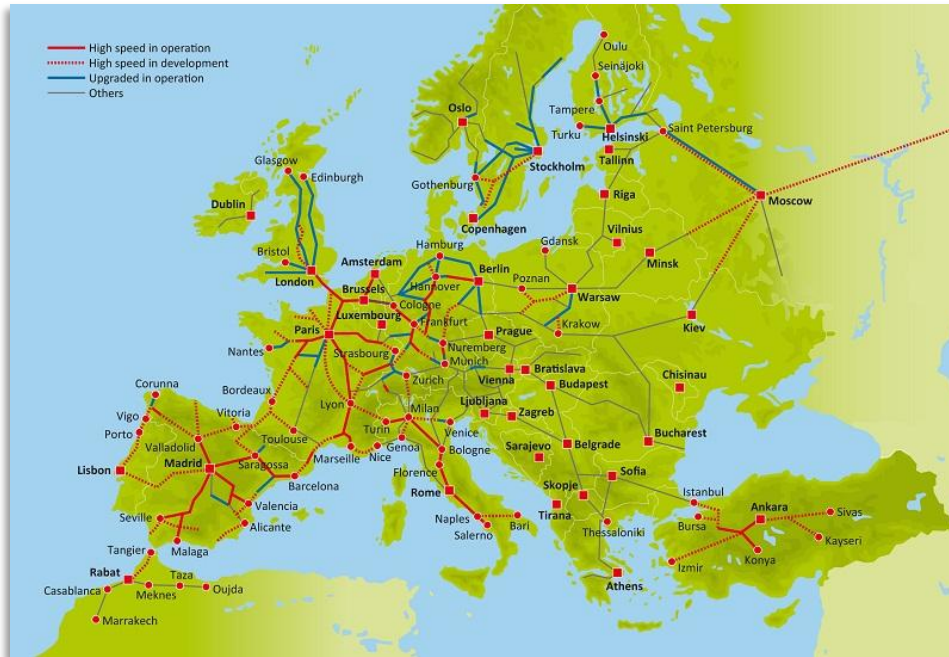 High speed in operation
High speed in development
Upgraded in operation
Others
Oulu
Seinäjoki
Oslo
Tampere
Turku
Helsinki
Saint Petersburg
Tallinn
Stockholm
Glasgow
Edinburgh
Gothenburg
Riga
Moscow
Dublin
Copenhagen
Vilnius
Hamburg
Gdansk
Minsk
Bristol
Amsterdam
Berlin
London
Brussels
Hannover
Poznan
Warsaw
Cologne
Luxembourg
Frankfurt
Krakow
Kiev
Paris
Prague
Nuremberg
Nantes
Strasbourg
Munich
Bratislava
Chisinau
Zurich
Vienna
Budapest
Corunna
Bordeaux
Lyon
Ljubljana
Vigo
Vitoria
Milan
Zagreb
Porto
Turin
Venice
Valladolid
Toulouse
Genoa
Bucharest
Saragossa
Marseille
Nice
Bologne
Sarajevo
Belgrade
Lisbon
Madrid
Florence
Sofia
Barcelona
Rome
Skopje
Istanbul
Ankara
Valencia
Sivas
Seville
Naples
Bari
Tirana
Bursa
Alicante
Salerno
Thessaloniki
Kayseri
Tangier
Malaga
Izmir
Konya
Rabat
Taza
Athens
Casablanca
Meknes
Oujda
Marrakech